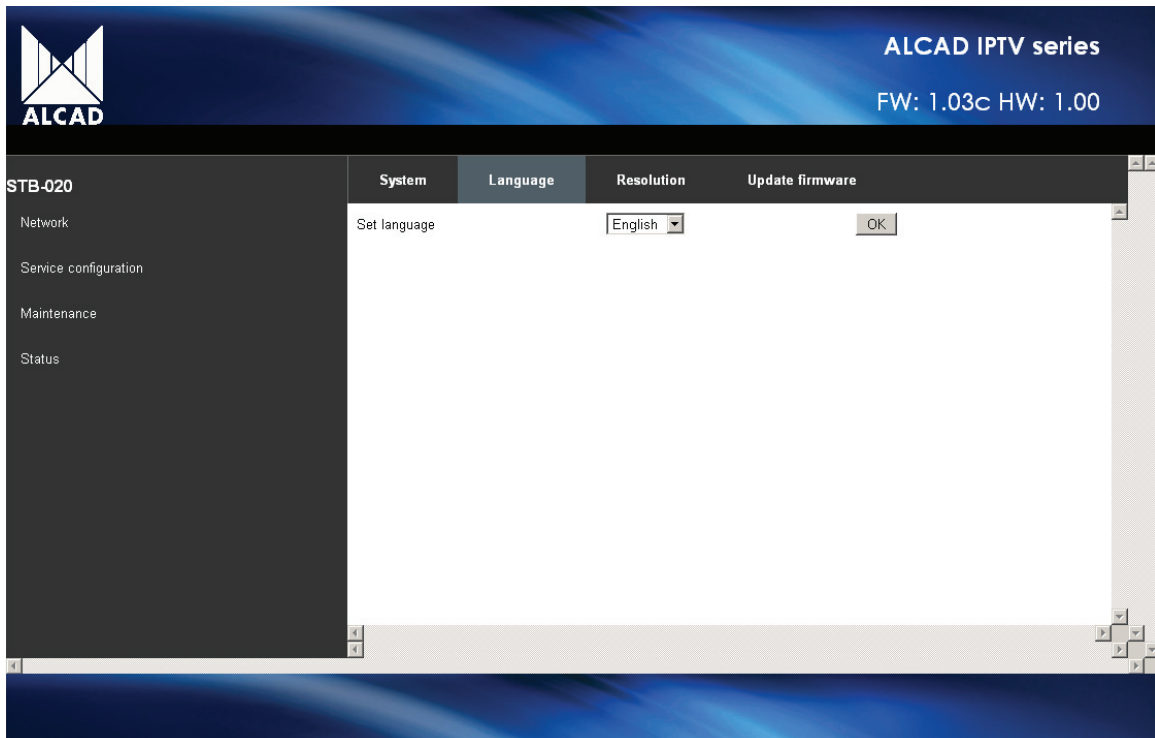 ALCAD
ALCAD IPTV series
FW: 1.03c HW: 1.00
STB-020
Network
Service configuration
Maintenance
Status
System Language Resolution Update firmware
Set language English OK